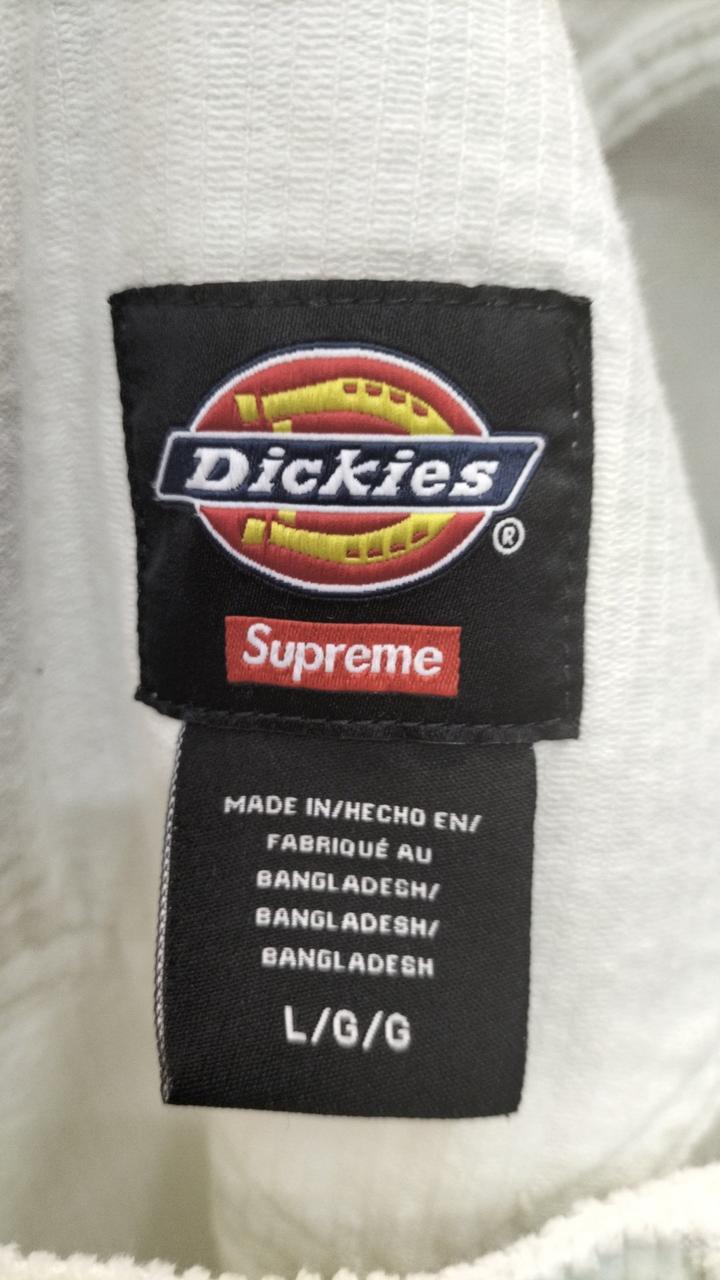 Dickies
®
Supreme
MADE IN/HECHO EN/
FABRIQUÉ AU
BANGLADESH/
BANGLADESH/
BANGLADESH
L/G/G